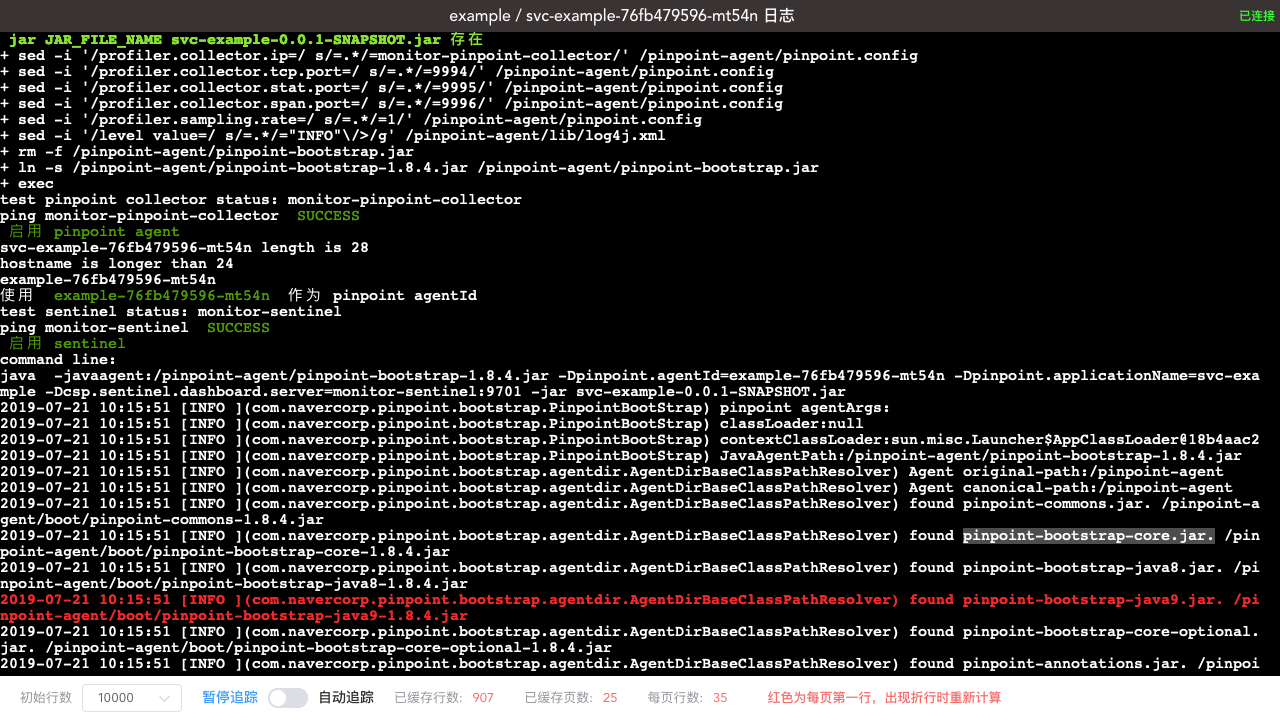 example / svc-example-76fb479596-mt54n 日志
已连接
jar JAR_FILE_NAME svc-example-0.0.1-SNAPSHOT.jar 存在
+ sed -i '/profiler.collector.ip=/ s/=.*/=monitor-pinpoint-collector/' /pinpoint-agent/pinpoint.config
+ sed -i '/profiler.collector.tcp.port=/ s/=.*/=9994/' /pinpoint-agent/pinpoint.config
+ sed -i '/profiler.collector.stat.port=/ s/=.*/=9995/' /pinpoint-agent/pinpoint.config
+ sed -i '/profiler.collector.span.port=/ s/=.*/=9996/' /pinpoint-agent/pinpoint.config
+ sed -i '/profiler.sampling.rate=/ s/=.*/=1/' /pinpoint-agent/pinpoint.config
+ sed -i '/level value=/ s/=.*/="INFO"\/>/g' /pinpoint-agent/lib/log4j.xml
+ rm -f /pinpoint-agent/pinpoint-bootstrap.jar
+ ln -s /pinpoint-agent/pinpoint-bootstrap-1.8.4.jar /pinpoint-agent/pinpoint-bootstrap.jar
+ exec
test pinpoint collector status: monitor-pinpoint-collector
ping monitor-pinpoint-collector  SUCCESS
启用 pinpoint agent
svc-example-76fb479596-mt54n length is 28
hostname is longer than 24
example-76fb479596-mt54n
使用  example-76fb479596-mt54n  作为 pinpoint agentId
test sentinel status: monitor-sentinel
ping monitor-sentinel  SUCCESS
启用 sentinel
command line:
java  -javaagent:/pinpoint-agent/pinpoint-bootstrap-1.8.4.jar -Dpinpoint.agentId=example-76fb479596-mt54n -Dpinpoint.applicationName=svc-exa
mple -Dcsp.sentinel.dashboard.server=monitor-sentinel:9701 -jar svc-example-0.0.1-SNAPSHOT.jar
2019-07-21 10:15:51 [INFO ](com.navercorp.pinpoint.bootstrap.PinpointBootStrap) pinpoint agentArgs:
2019-07-21 10:15:51 [INFO ](com.navercorp.pinpoint.bootstrap.PinpointBootStrap) classLoader:null
2019-07-21 10:15:51 [INFO ](com.navercorp.pinpoint.bootstrap.PinpointBootStrap) contextClassLoader:sun.misc.Launcher$AppClassLoader@18b4aac2
2019-07-21 10:15:51 [INFO ](com.navercorp.pinpoint.bootstrap.PinpointBootStrap) JavaAgentPath:/pinpoint-agent/pinpoint-bootstrap-1.8.4.jar
2019-07-21 10:15:51 [INFO ](com.navercorp.pinpoint.bootstrap.agentdir.AgentDirBaseClassPathResolver) Agent original-path:/pinpoint-agent
2019-07-21 10:15:51 [INFO ](com.navercorp.pinpoint.bootstrap.agentdir.AgentDirBaseClassPathResolver) Agent canonical-path:/pinpoint-agent
2019-07-21 10:15:51 [INFO ](com.navercorp.pinpoint.bootstrap.agentdir.AgentDirBaseClassPathResolver) found pinpoint-commons.jar. /pinpoint-a
gent/boot/pinpoint-commons-1.8.4.jar
2019-07-21 10:15:51 [INFO ](com.navercorp.pinpoint.bootstrap.agentdir.AgentDirBaseClassPathResolver) found pinpoint-bootstrap-core.jar. /pin
point-agent/boot/pinpoint-bootstrap-core-1.8.4.jar
2019-07-21 10:15:51 [INFO ](com.navercorp.pinpoint.bootstrap.agentdir.AgentDirBaseClassPathResolver) found pinpoint-bootstrap-java8.jar. /pi
npoint-agent/boot/pinpoint-bootstrap-java8-1.8.4.jar
2019-07-21 10:15:51 [INFO ](com.navercorp.pinpoint.bootstrap.agentdir.AgentDirBaseClassPathResolver) found pinpoint-bootstrap-java9.jar. /pi
npoint-agent/boot/pinpoint-bootstrap-java9-1.8.4.jar
2019-07-21 10:15:51 [INFO ](com.navercorp.pinpoint.bootstrap.agentdir.AgentDirBaseClassPathResolver) found pinpoint-bootstrap-core-optional.
jar. /pinpoint-agent/boot/pinpoint-bootstrap-core-optional-1.8.4.jar
2019-07-21 10:15:51 [INFO ](com.navercorp.pinpoint.bootstrap.agentdir.AgentDirBaseClassPathResolver) found pinpoint-annotations.jar. /pinpoi
初始行数 10000 暂停追踪 自动追踪 已缓存行数: 907 已缓存页数: 25 每页行数: 35 红色为每页第一行，出现折行时重新计算